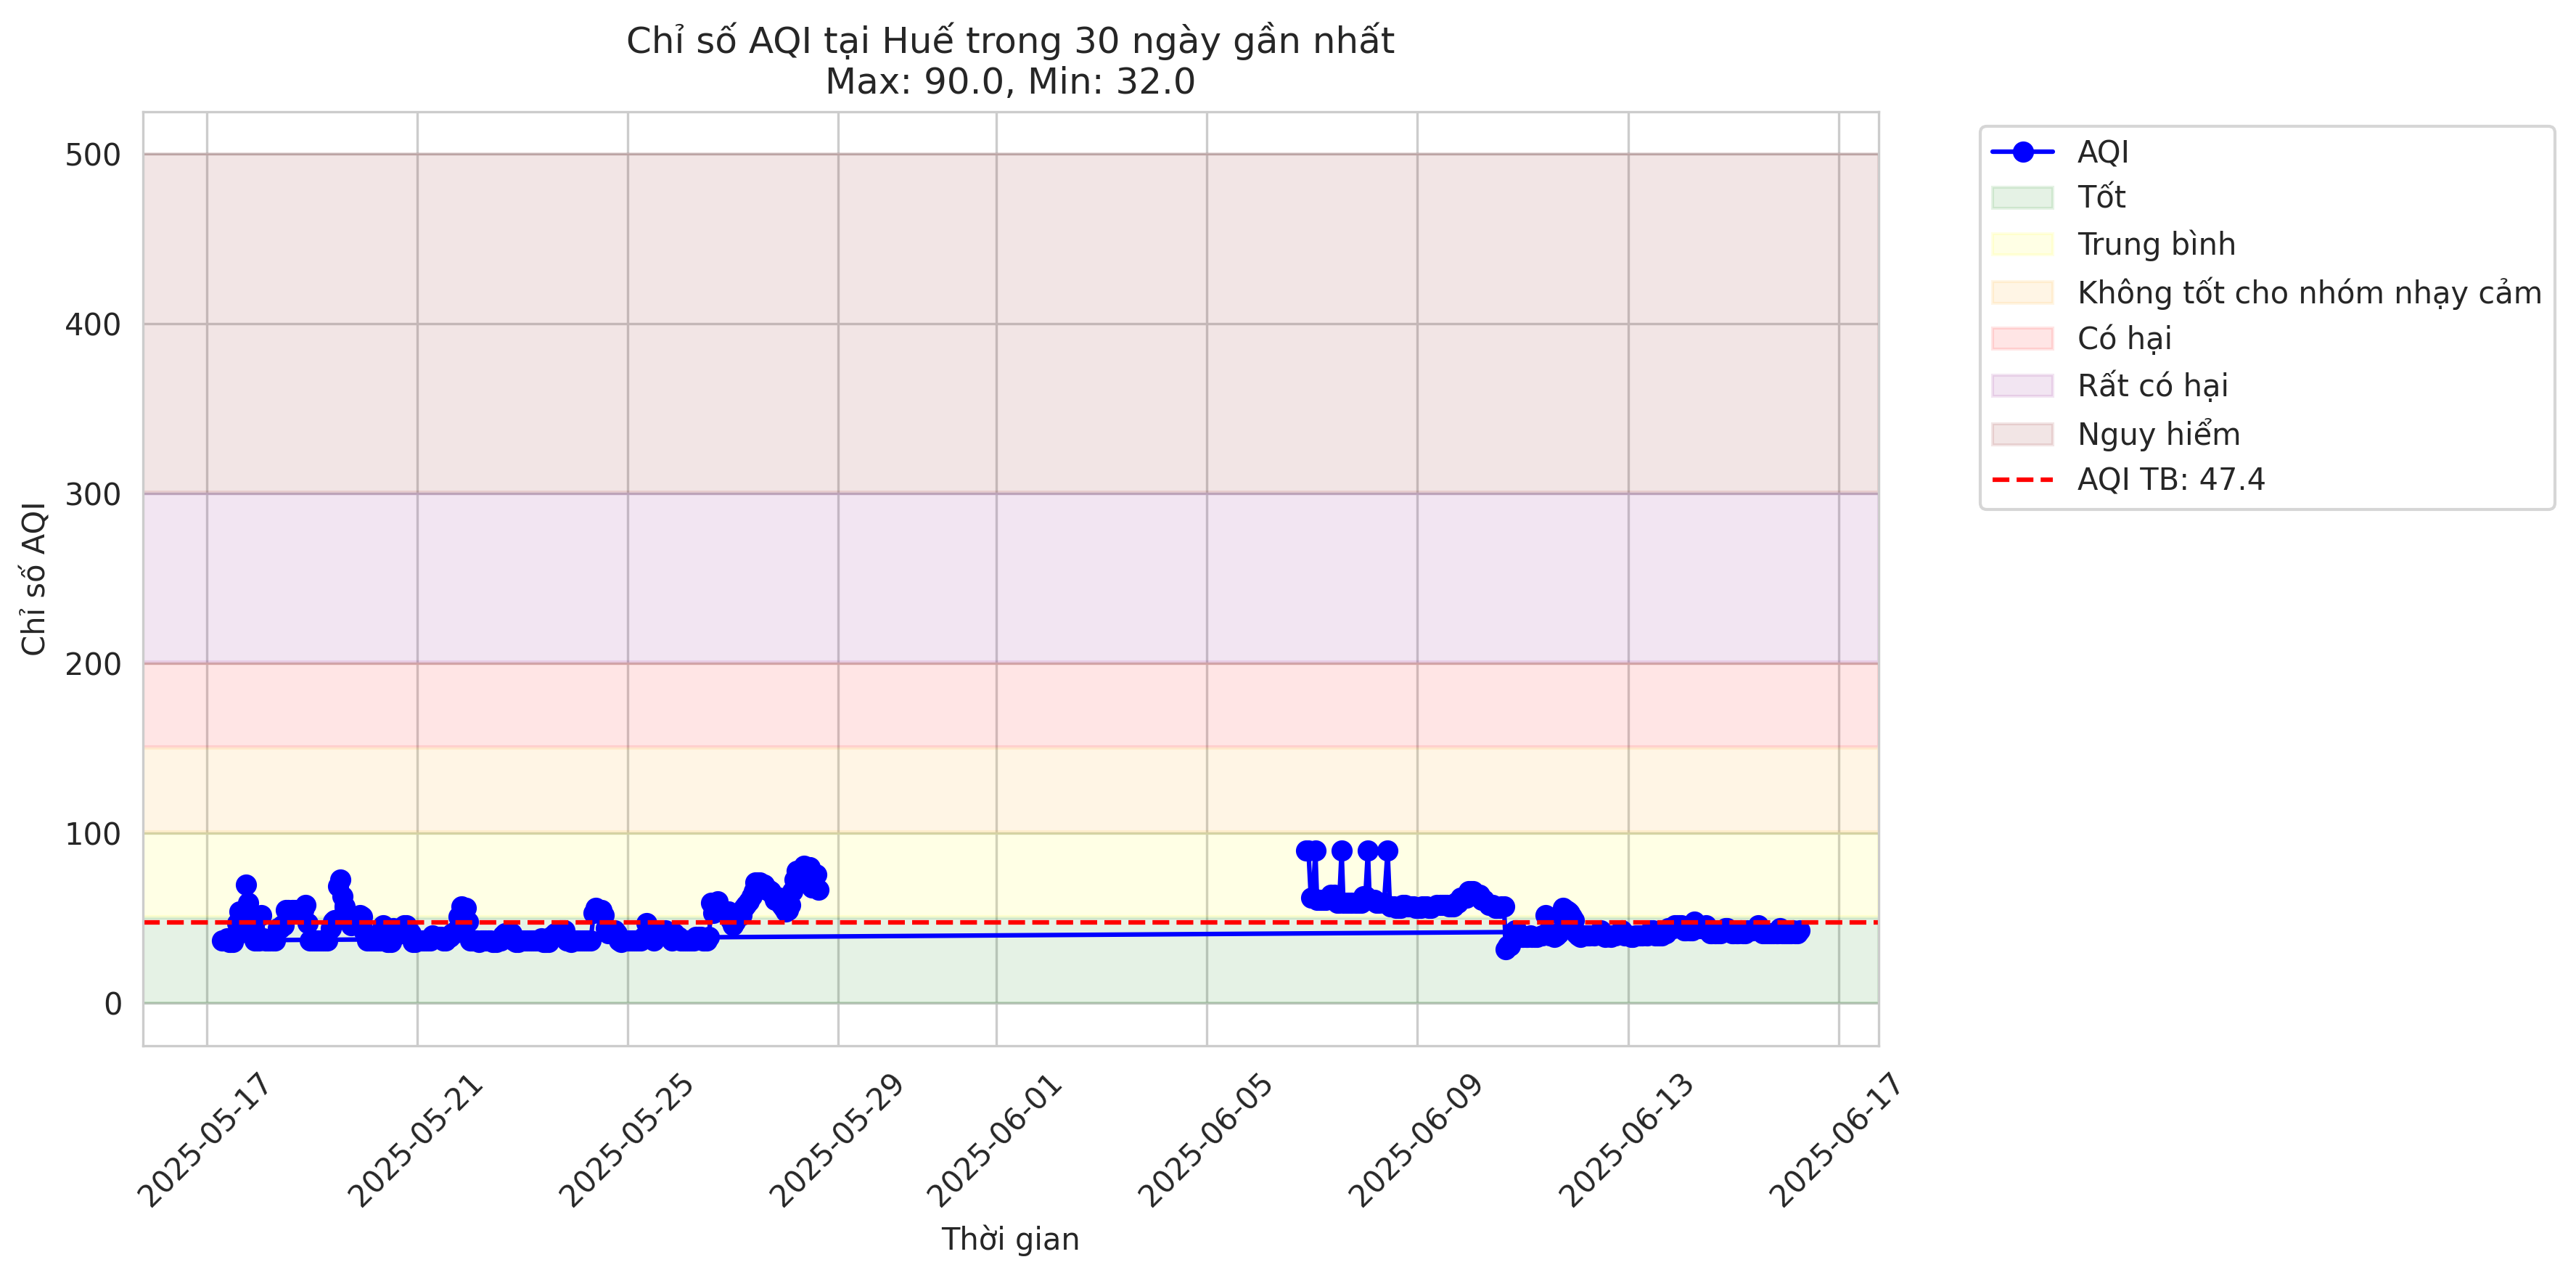 Chỉ số AQI tại Huế trong 30 ngày gần nhất
Max: 90.0, Min: 32.0
Chỉ số AQI
500
400
300
200
100
0
2025-05-17
2025-05-21
2025-05-25
2025-05-29
2025-06-01
2025-06-05
2025-06-09
2025-06-13
2025-06-17
Thời gian
AQI
Tốt
Trung bình
Không tốt cho nhóm nhạy cảm
Có hại
Rất có hại
Nguy hiểm
AQI TB: 47.4